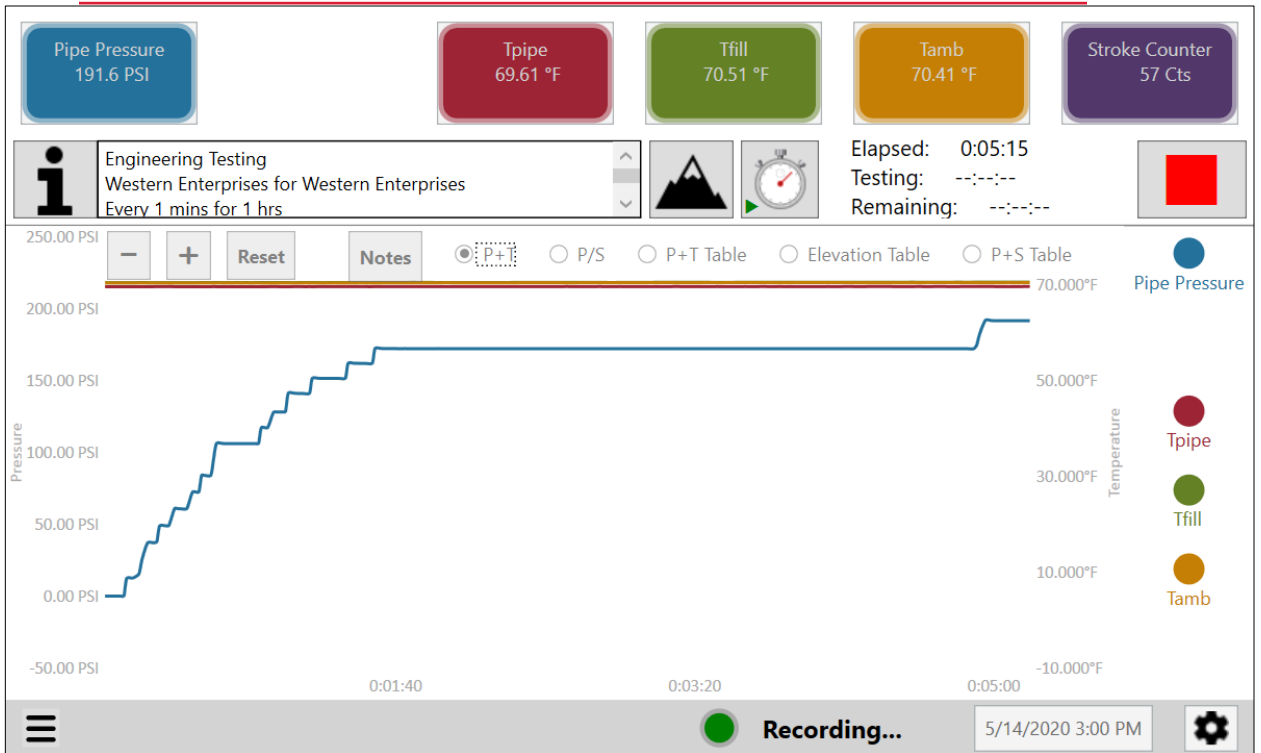 Pipe Pressure
191.6 PSI
Tpipe
69.61 °F
Tfill
70.51 °F
Tamb
70.41 °F
Stroke Counter
57 Cts
Engineering Testing
Western Enterprises for Western Enterprises
Every 1 mins for 1 hrs
Elapsed: 0:05:15
Testing: --:--:--
Remaining: --:--:--
250.00 PSI
− + Reset Notes P+T P/S P+T Table Elevation Table P+S Table
Pipe Pressure
70.000°F
200.00 PSI
150.00 PSI
50.000°F
Pressure
Temperature
Tpipe
100.00 PSI
30.000°F
50.00 PSI
Tfill
10.000°F
0.00 PSI
Tamb
-50.00 PSI
-10.000°F
0:01:40
0:03:20
0:05:00
Recording...
5/14/2020 3:00 PM